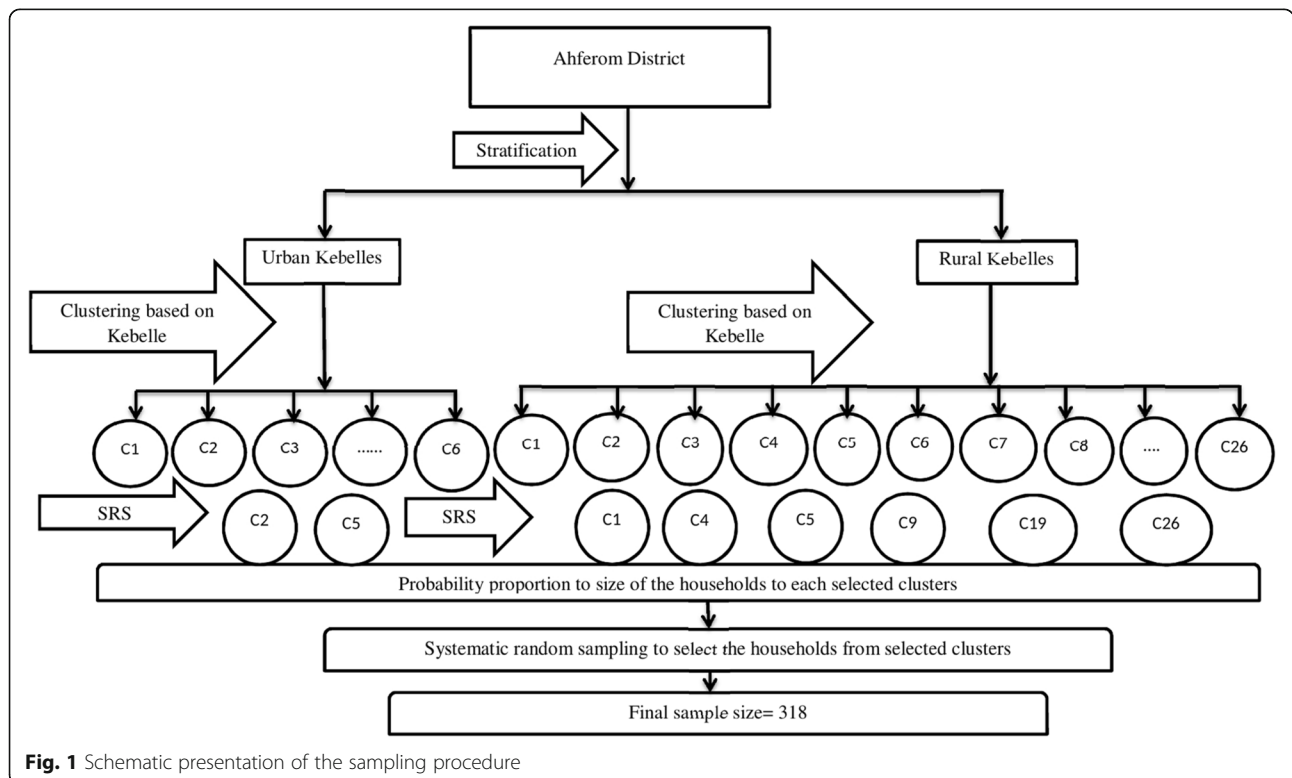 Ahferom District
Stratification
Urban Kebelles
Rural Kebelles
Clustering based on
Kebelle
Clustering based on
Kebelle
C1 C2 C3 ...... C6 C1 C2 C3 C4 C5 C6 C7 C8 .... C26
SRS C2 C5 SRS C1 C4 C5 C9 C19 C26
Probability proportion to size of the households to each selected clusters
Systematic random sampling to select the households from selected clusters
Final sample size= 318
Fig. 1 Schematic presentation of the sampling procedure